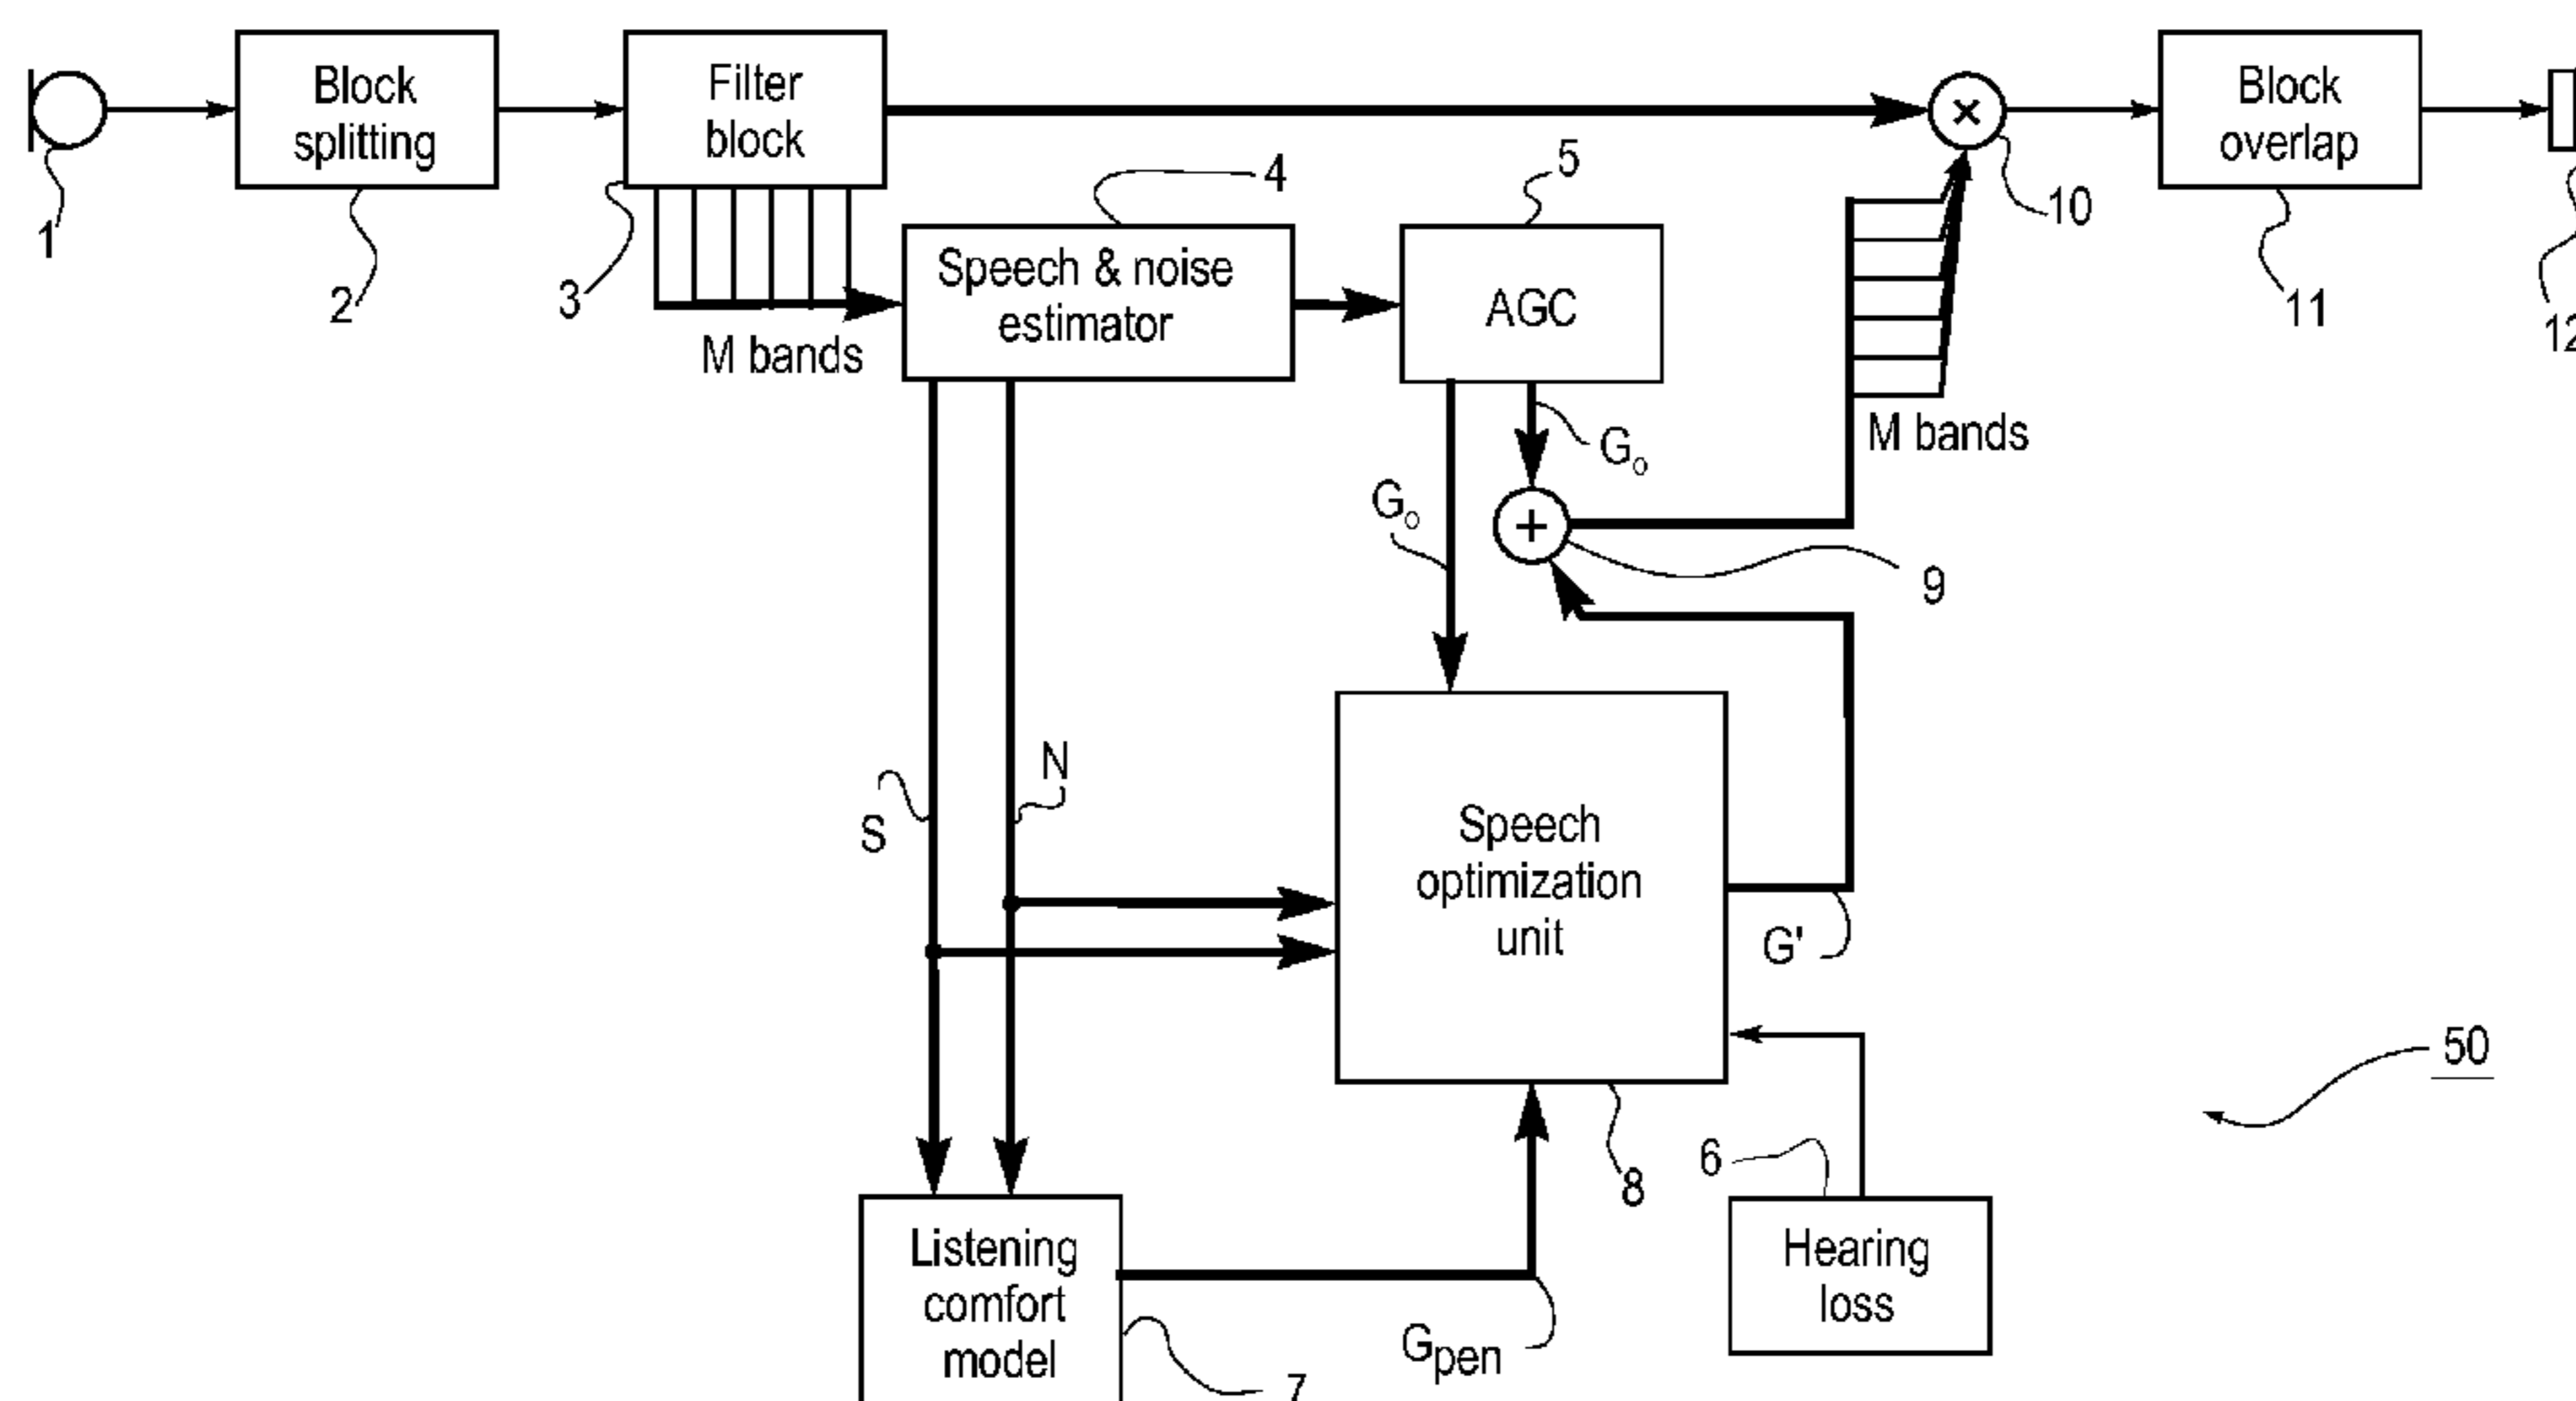 Block
splitting
Filter
block
Block
overlap
1
2
3
4
5
10
11
12
Speech & noise
estimator
AGC
M bands
M bands
Go
Go
9
S
N
Speech
optimization
unit
G'
50
6
8
Listening
comfort
model
Gpen
Hearing
loss
7